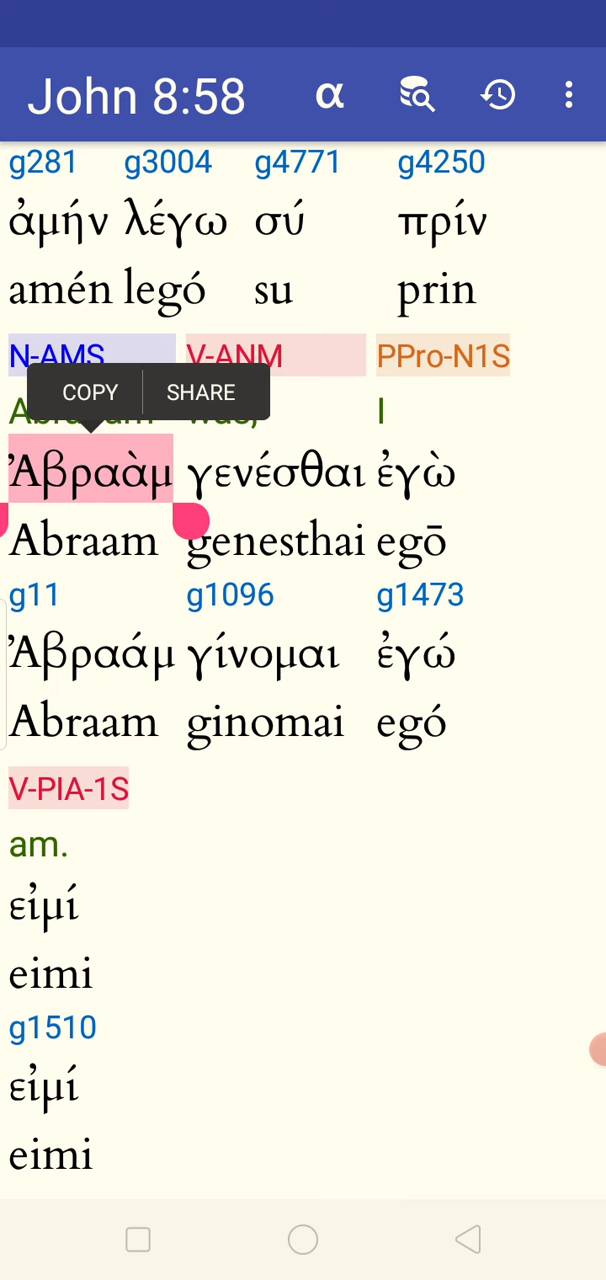 John 8:58 α
g281 g3004 g4771 g4250
ἀμήν λέγω σύ πρίν
amén legó su prin
N-AMS V-ANM PPro-N1S
COPY SHARE
I
Ἀβραὰμ γενέσθαι ἐγὼ
Abraam genesthai egō
g11 g1096 g1473
Ἀβραάμ γίνομαι ἐγώ
Abraam ginomai egó
V-PIA-1S
am.
εἰμί
eimi
g1510
εἰμί
eimi